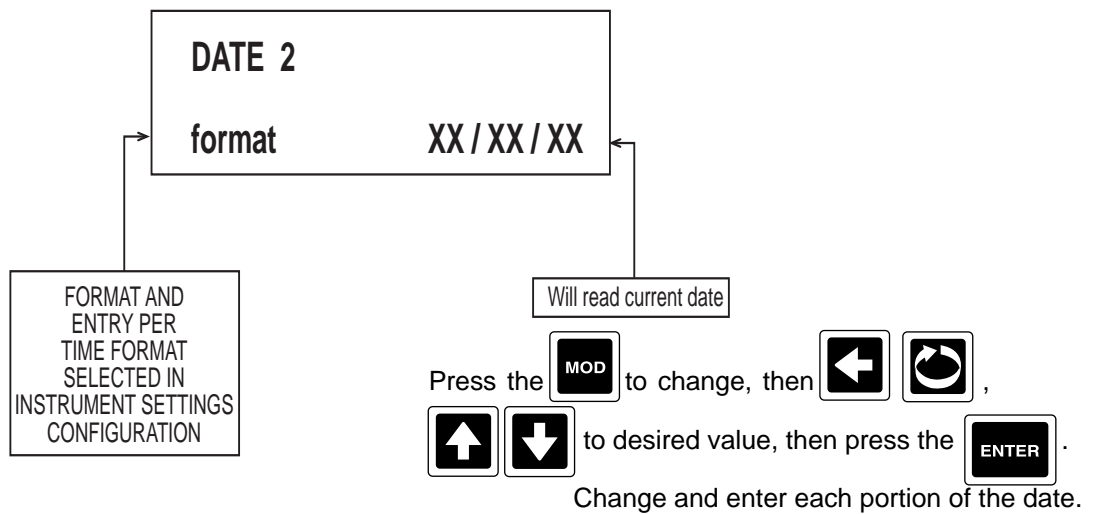 DATE 2
format XX / XX / XX
FORMAT AND
ENTRY PER
TIME FORMAT
SELECTED IN
INSTRUMENT SETTINGS
CONFIGURATION
Will read current date
Press the MOD to change, then ,
to desired value, then press the ENTER .
Change and enter each portion of the date.